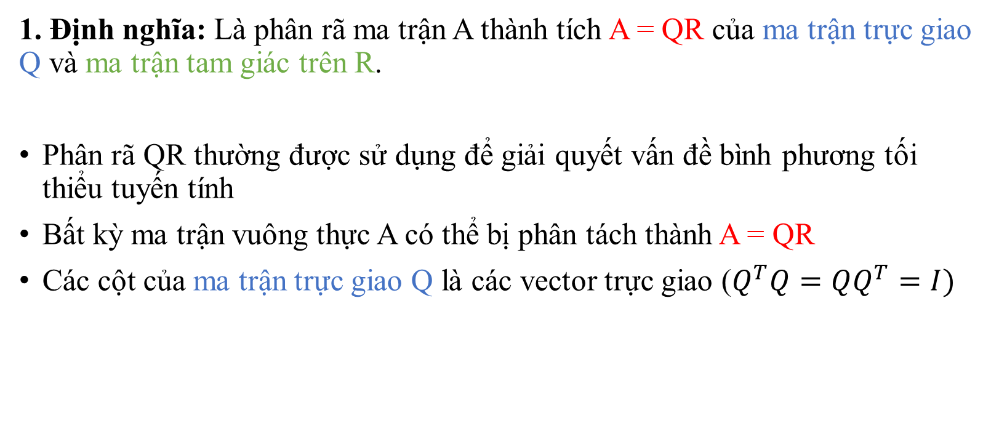 1. Định nghĩa: Là phân rã ma trận A thành tích A = QR của ma trận trực giao
Q và ma trận tam giác trên R.
• Phân rã QR thường được sử dụng để giải quyết vấn đề bình phương tối
thiểu tuyến tính
• Bất kỳ ma trận vuông thực A có thể bị phân tách thành A = QR
• Các cột của ma trận trực giao Q là các vector trực giao (𝑄ᵀ𝑄 = 𝑄𝑄ᵀ = 𝐼)